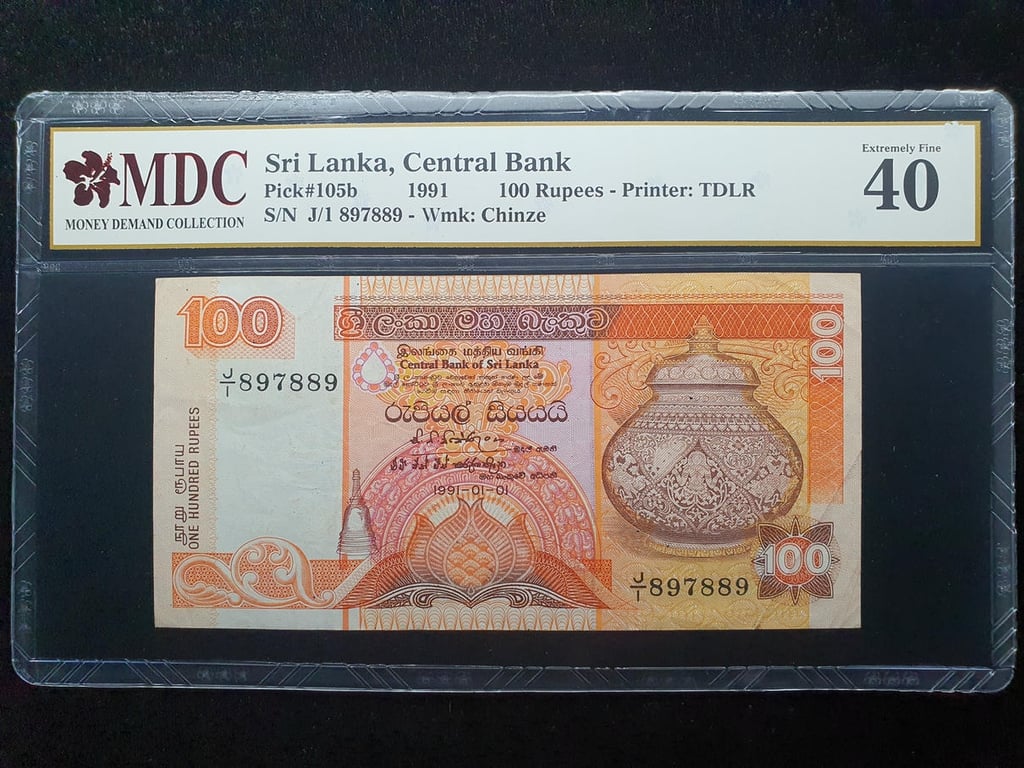 MDC
MONEY DEMAND COLLECTION
Sri Lanka, Central Bank
Pick#105b 1991 100 Rupees - Printer: TDLR
S/N J/1 897889 - Wmk: Chinze
Extremely Fine
40
100
ශ්‍රී ලංකා මහ බැංකුව
100
இலங்கை மத்திய வங்கி
Central Bank of Sri Lanka
J/1 897889
රුපියල් සියයයි
1991-01-01
நூறு ரூபாய்
ONE HUNDRED RUPEES
100
J/1 897889